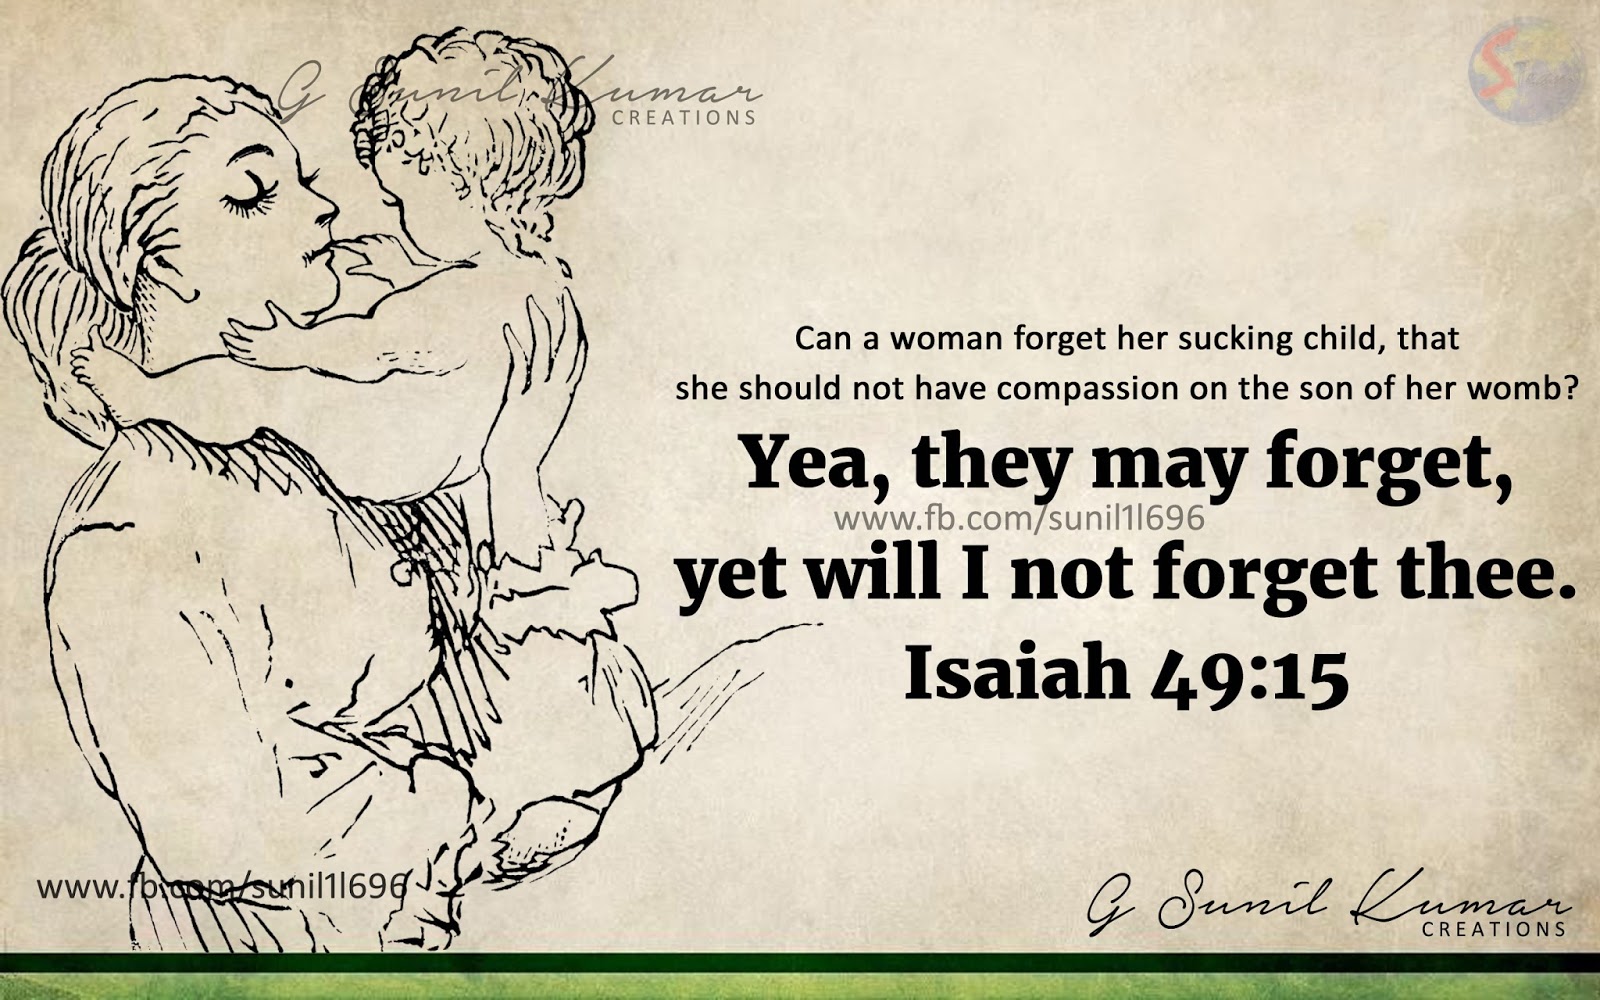 G Sunil Kumar
CREATIONS
Can a woman forget her sucking child, that
she should not have compassion on the son of her womb?
Yea, they may forget,
www.fb.com/sunil1l696
yet will I not forget thee.
Isaiah 49:15
www.fb.com/sunil1l696
G Sunil Kumar
CREATIONS